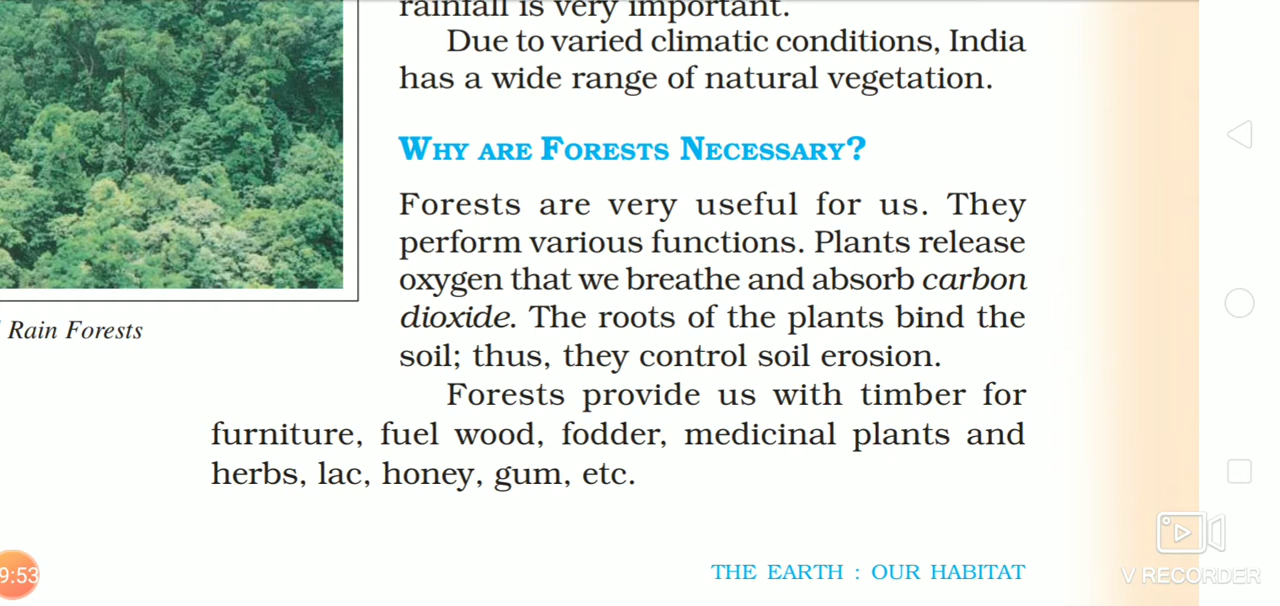 rainfall is very important.
Due to varied climatic conditions, India
has a wide range of natural vegetation.
WHY ARE FORESTS NECESSARY?
Forests are very useful for us. They
perform various functions. Plants release
oxygen that we breathe and absorb carbon
dioxide. The roots of the plants bind the
soil; thus, they control soil erosion.
Forests provide us with timber for
furniture, fuel wood, fodder, medicinal plants and
herbs, lac, honey, gum, etc.
Rain Forests
9:53
THE EARTH : OUR HABITAT
V RECORDER